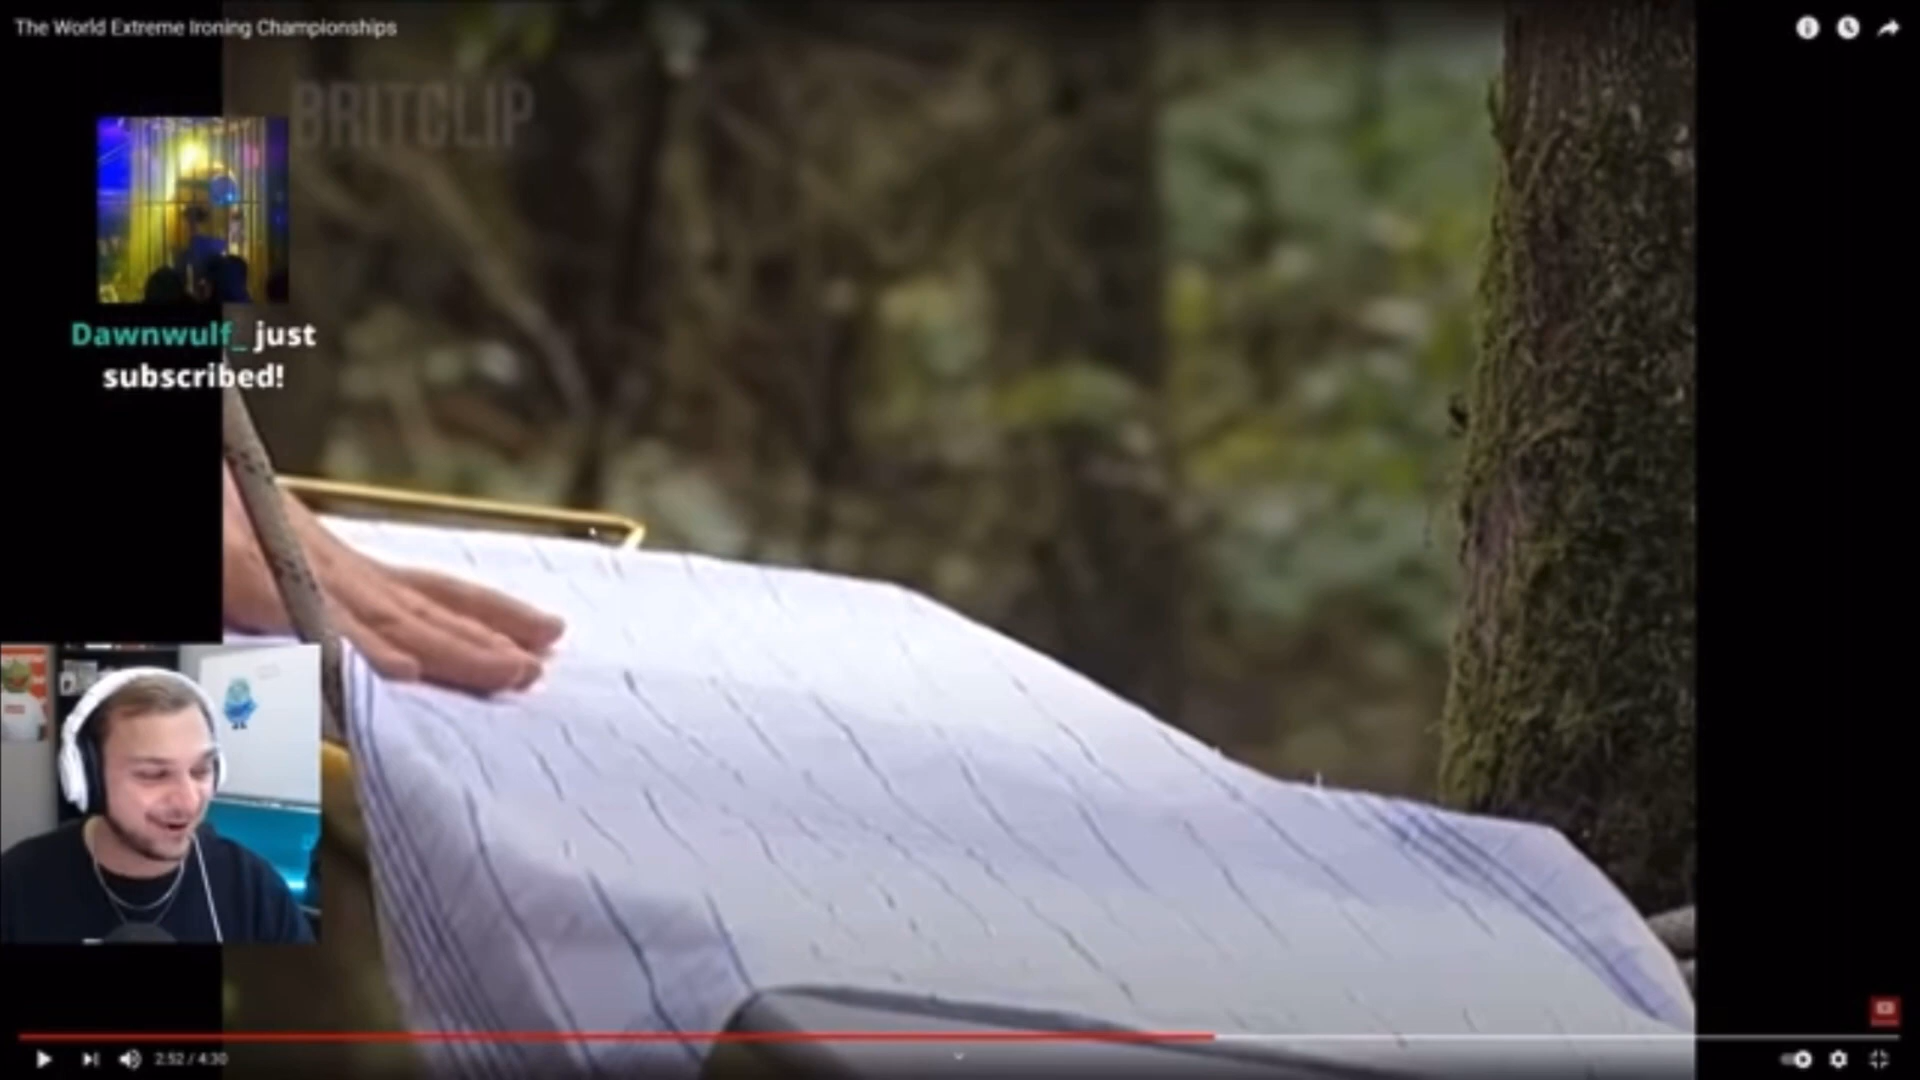 The World Extreme Ironing Championships
BRITCLIP
Dawnwulf_ just
subscribed!
2:52 / 4:30